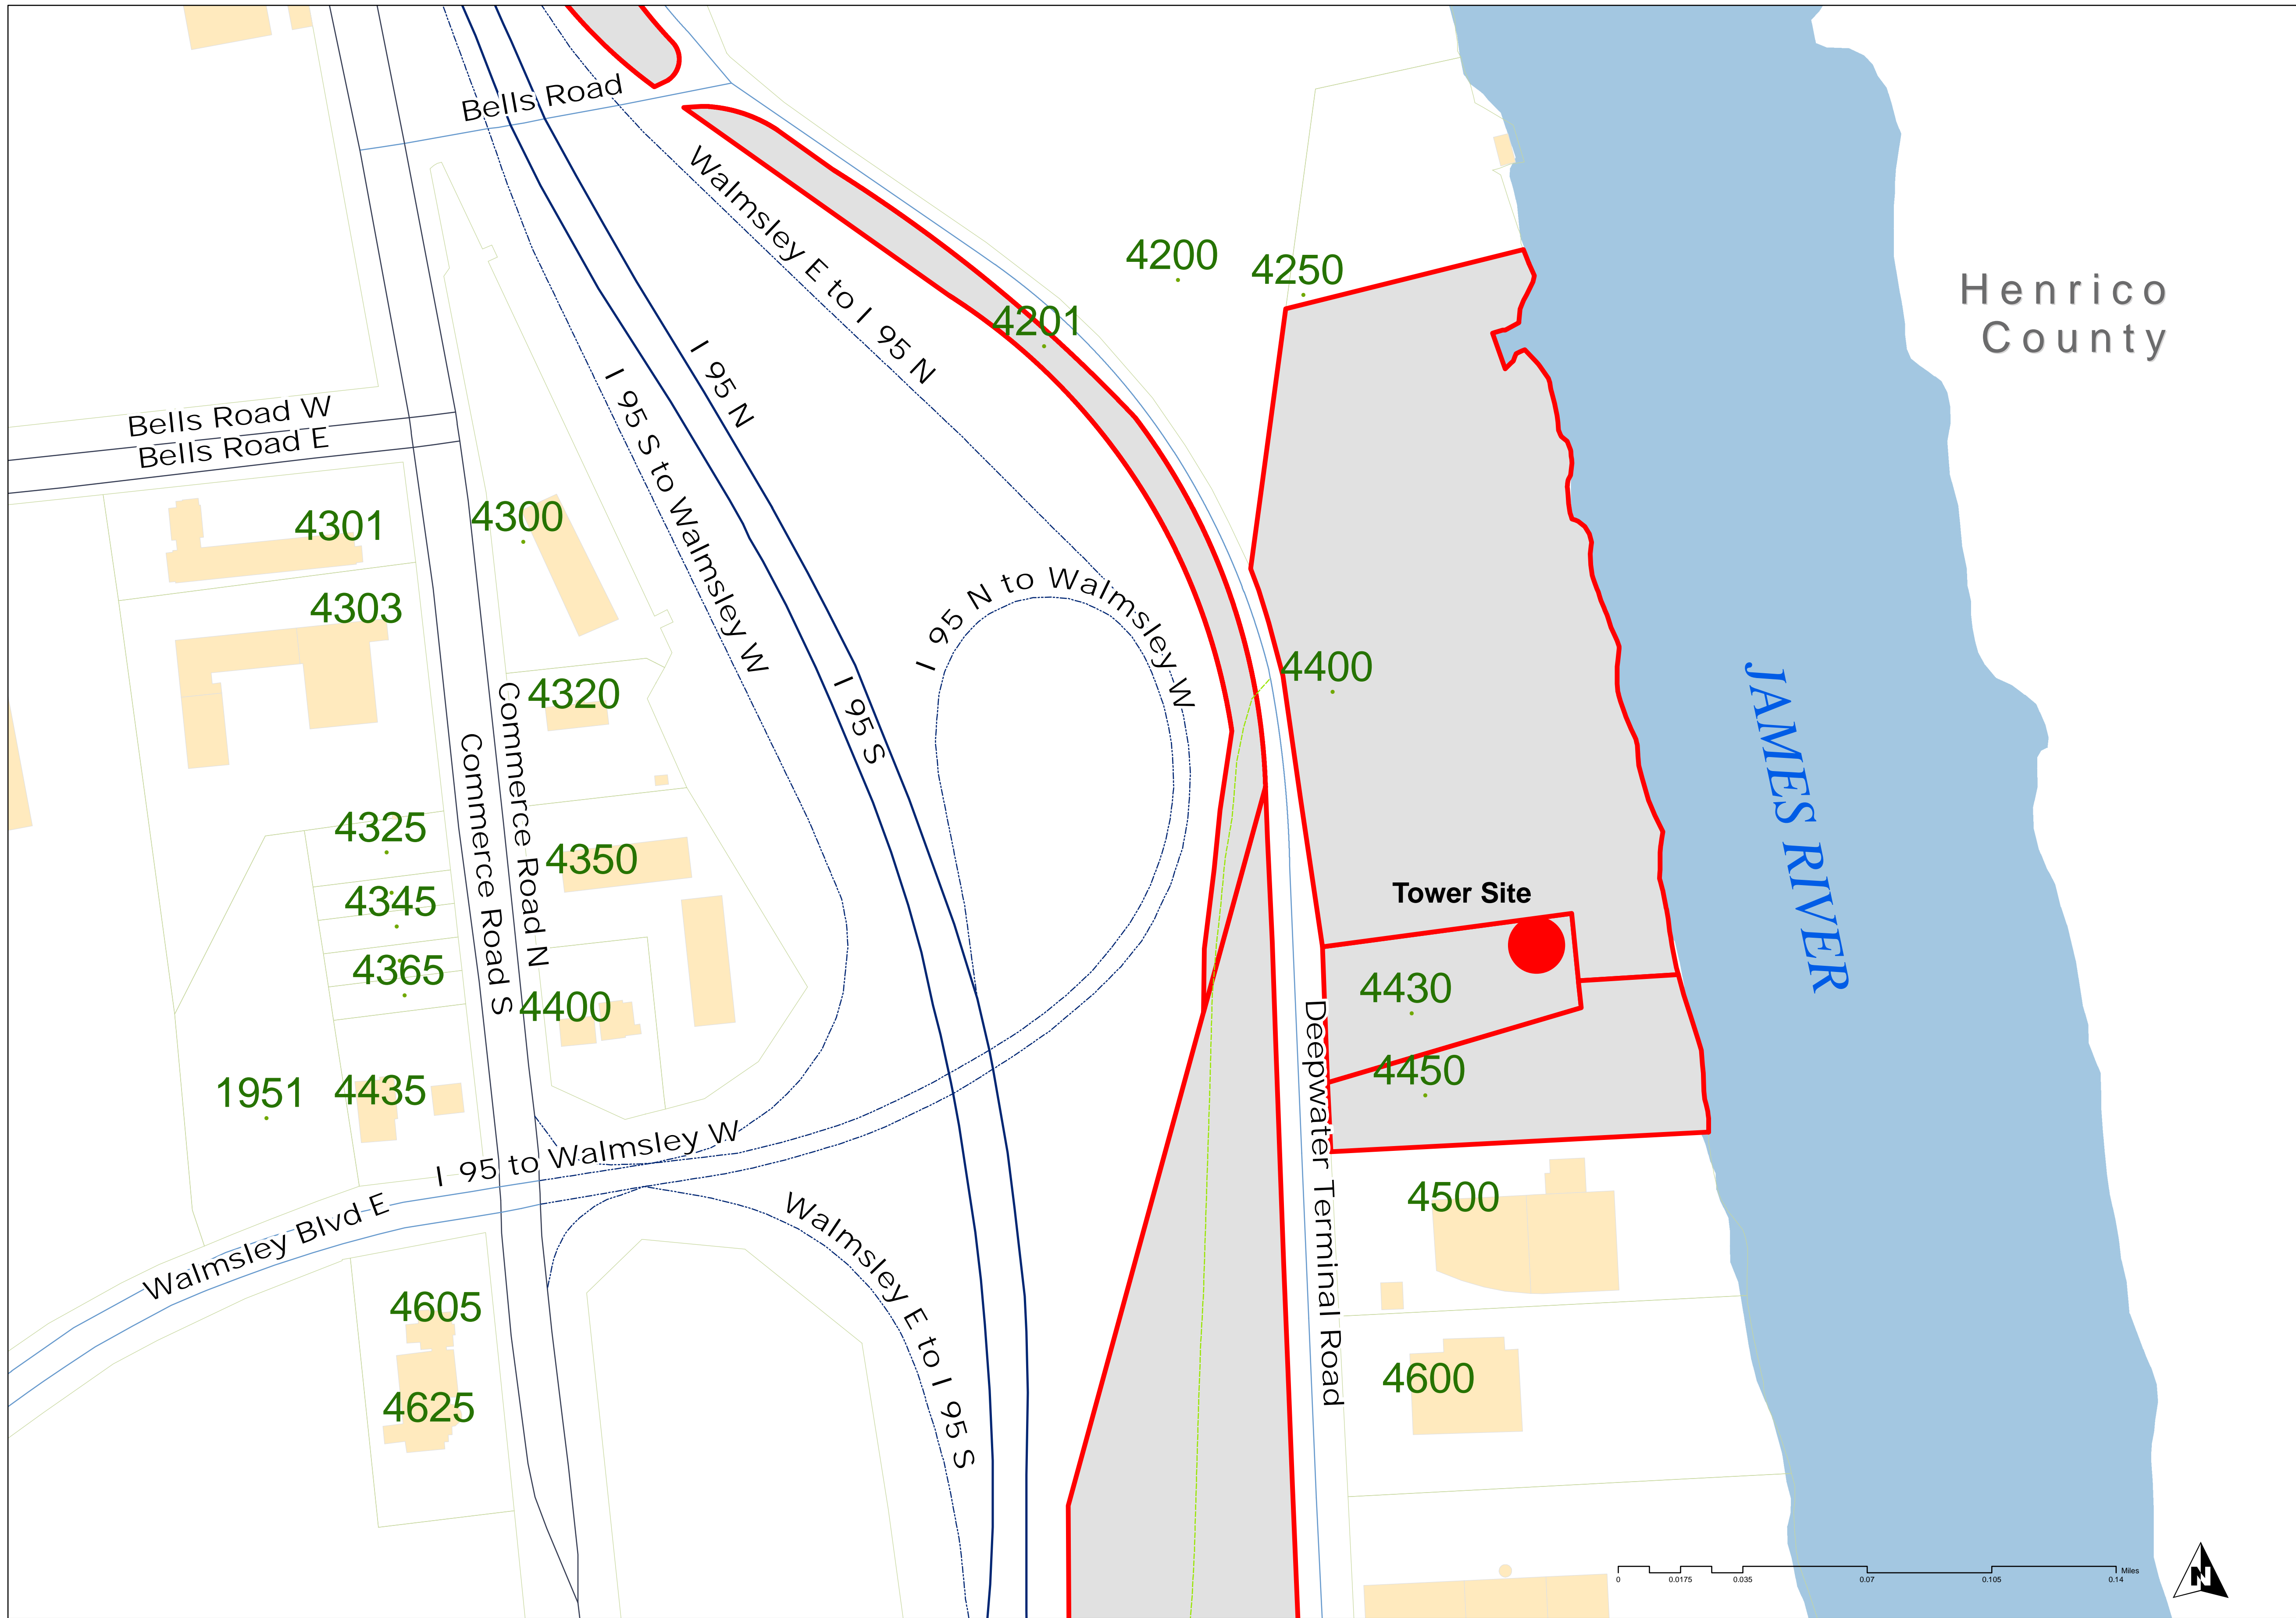 Bells Road
Walmsley E to I 95 N
4200
4250
Henrico
County
4201
I 95 N
I 95 S to Walmsley W
Bells Road W
Bells Road E
4301
4300
I 95 N to Walmsley W
4303
4320
4400
I 95 S
JAMES RIVER
Commerce Road N
Commerce Road S
4325
4350
Tower Site
4345
4365
4400
4430
Deepwater Terminal Road
4450
1951
4435
I 95 to Walmsley W
Walmsley Blvd E
Walmsley E to I 95 S
4500
4605
4600
4625
Miles
0
0.0175
0.035
0.07
0.105
0.14
N